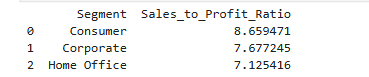 Segment Sales_to_Profit_Ratio
0 Consumer 8.659471
1 Corporate 7.677245
2 Home Office 7.125416